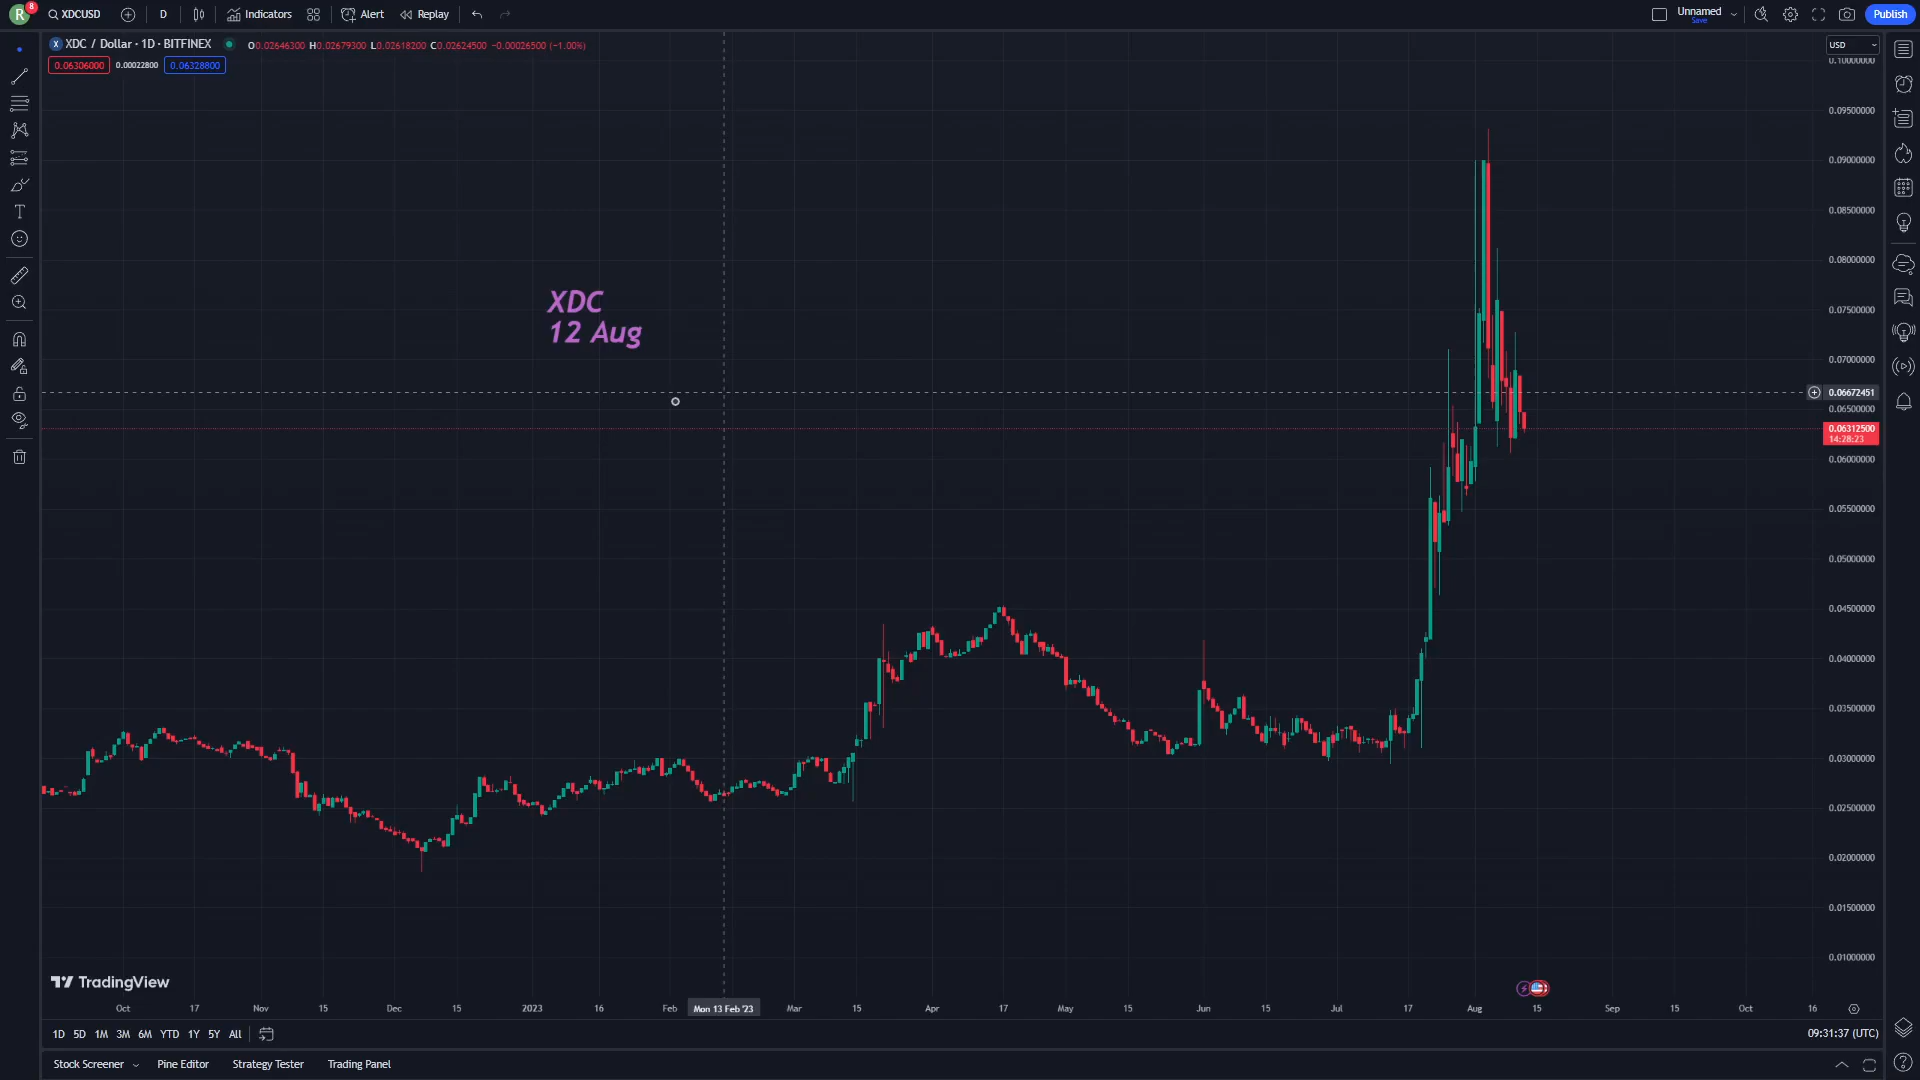 R 8 XDCUSD D Indicators Alert Replay Unnamed Save Publish
X XDC / Dollar · 1D · BITFINEX O0.02646300 H0.02679300 L0.02618200 C0.02624500 −0.00026500 (−1.00%) USD
0.06306000 0.00022800 0.06328800
0.10000000
0.09500000
0.09000000
0.08500000
0.08000000
XDC
12 Aug
0.07500000
0.07000000
0.06672451
0.06500000
0.06312500
14:28:23
0.06000000
0.05500000
0.05000000
0.04500000
0.04000000
0.03500000
0.03000000
0.02500000
0.02000000
0.01500000
0.01000000
TradingView
Oct 17 Nov 15 Dec 15 2023 16 Feb Mon 13 Feb '23 Mar 15 Apr 17 May 15 Jun 15 Jul 17 Aug 15 Sep 15 Oct 16
1D 5D 1M 3M 6M YTD 1Y 5Y All 09:31:37 (UTC)
Stock Screener Pine Editor Strategy Tester Trading Panel